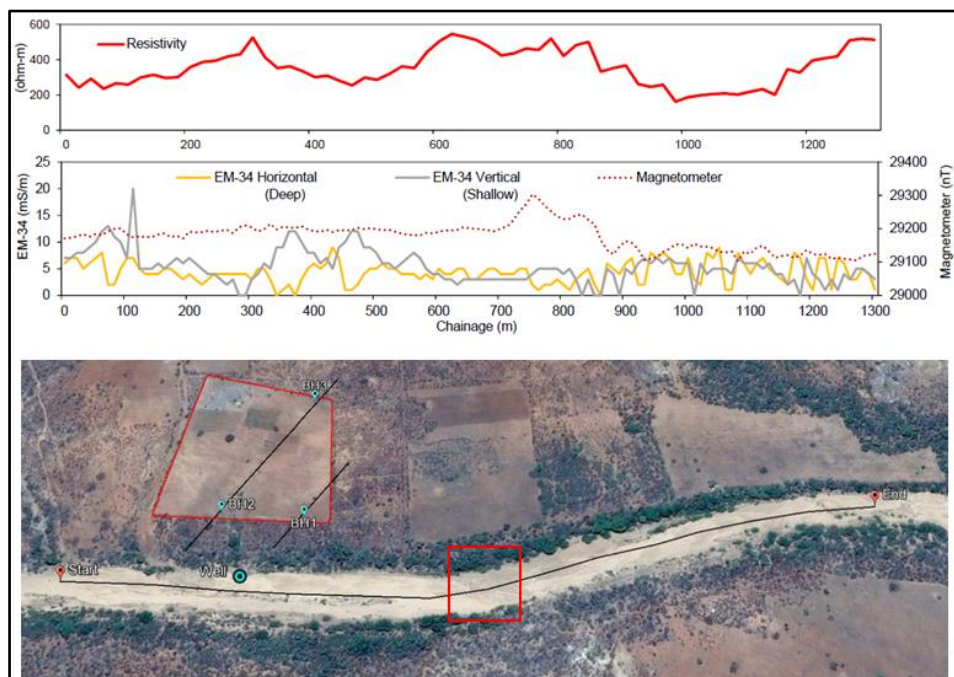 600
400
200
0
(ohm-m)
Resistivity
0 200 400 600 800 1000 1200
25
20
15
10
5
0
EM-34 (mS/m)
EM-34 Horizontal
(Deep)
EM-34 Vertical
(Shallow)
Magnetometer
29400
29300
29200
29100
29000
Magnetometer (nT)
0 100 200 300 400 500 600 700 800 900 1000 1100 1200 1300
Chainage (m)
BH3
BH2
BH1
End
Start
Well